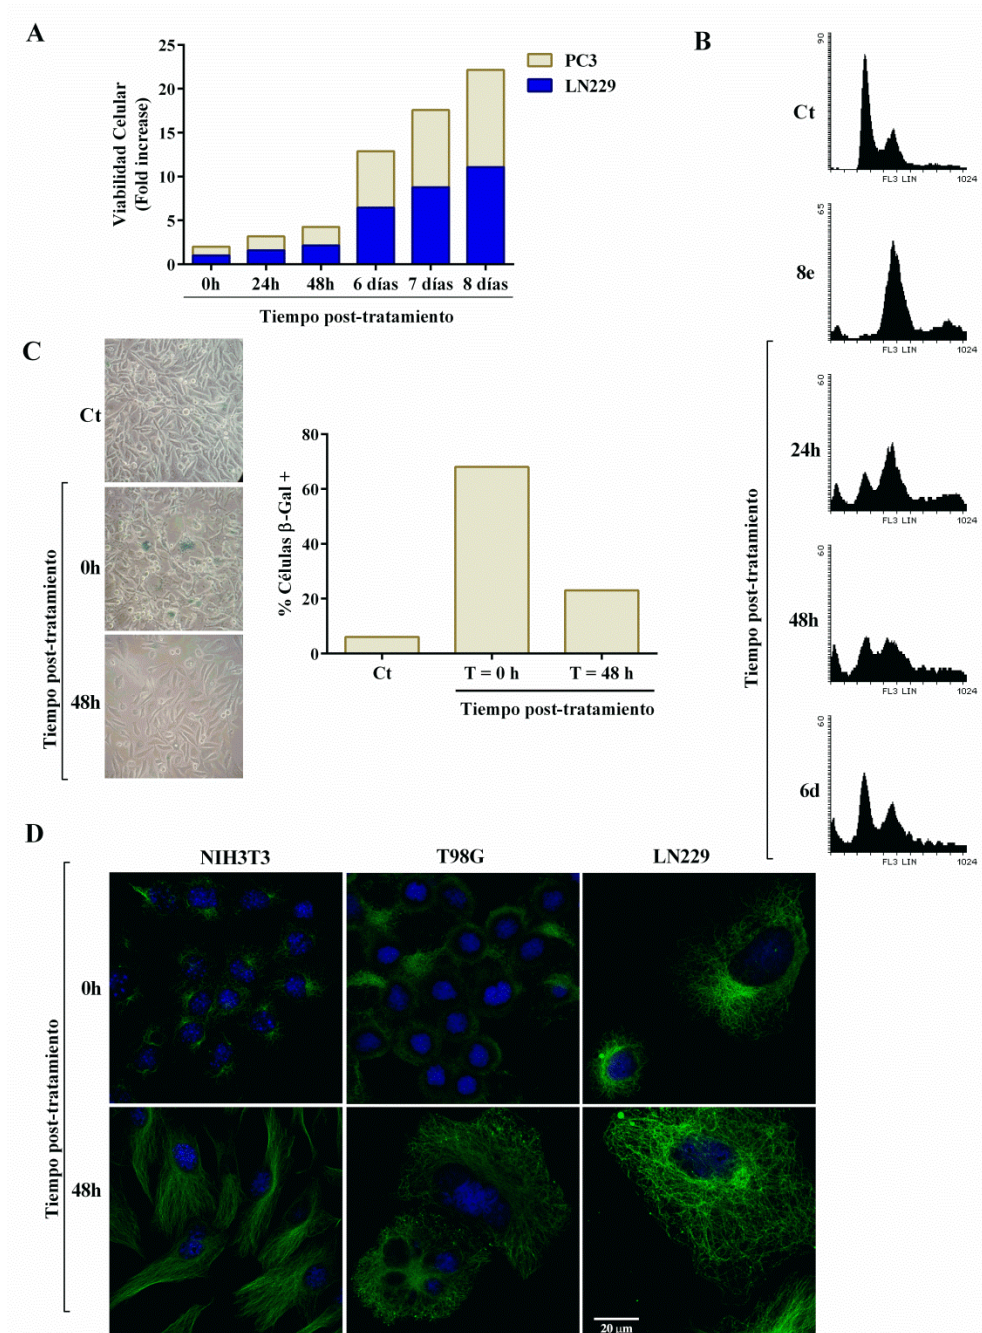 A
25
20
15
10
5
0
Viabilidad Celular
(Fold increase)
PC3
LN229
0h 24h 48h 6 días 7 días 8 días
Tiempo post-tratamiento
B
Ct
90
FL3 LIN 1024
8e
65
FL3 LIN 1024
24h
60
FL3 LIN 1024
48h
60
FL3 LIN 1024
6d
60
FL3 LIN 1024
Tiempo post-tratamiento
C
Ct
0h
48h
Tiempo post-tratamiento
% Células β-Gal +
80
60
40
20
0
Ct T = 0 h T = 48 h
Tiempo post-tratamiento
D
NIH3T3 T98G LN229
0h
48h
Tiempo post-tratamiento
20 μm